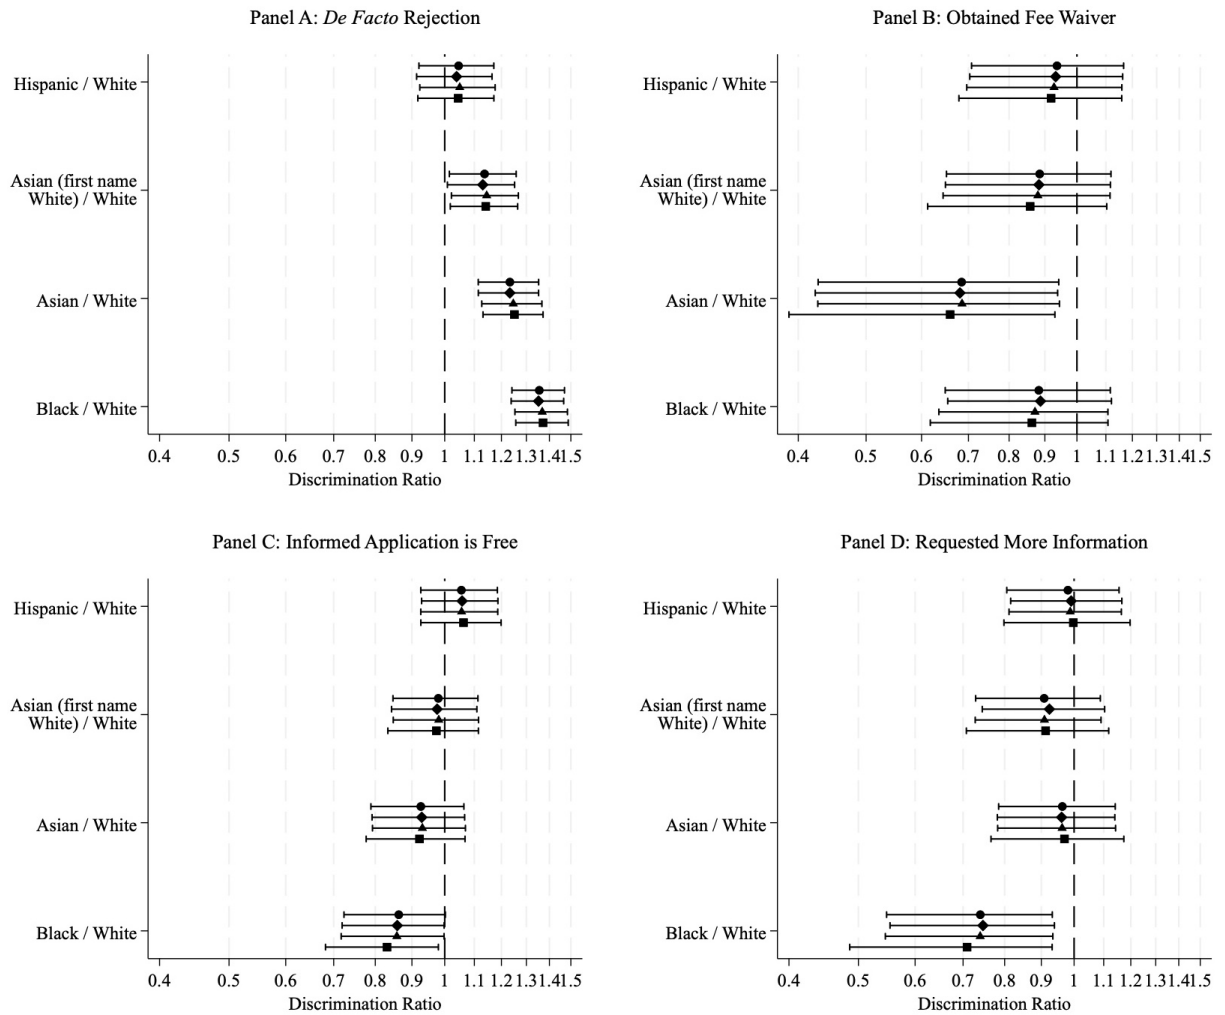 Panel A: De Facto Rejection
Hispanic / White
Asian (first name
White) / White
Asian / White
Black / White
0.4 0.5 0.6 0.7 0.8 0.9 1 1.1 1.2 1.3 1.4 1.5
Discrimination Ratio
Panel B: Obtained Fee Waiver
Hispanic / White
Asian (first name
White) / White
Asian / White
Black / White
0.4 0.5 0.6 0.7 0.8 0.9 1 1.1 1.2 1.3 1.4 1.5
Discrimination Ratio
Panel C: Informed Application is Free
Hispanic / White
Asian (first name
White) / White
Asian / White
Black / White
0.4 0.5 0.6 0.7 0.8 0.9 1 1.1 1.2 1.3 1.4 1.5
Discrimination Ratio
Panel D: Requested More Information
Hispanic / White
Asian (first name
White) / White
Asian / White
Black / White
0.4 0.5 0.6 0.7 0.8 0.9 1 1.1 1.2 1.3 1.4 1.5
Discrimination Ratio